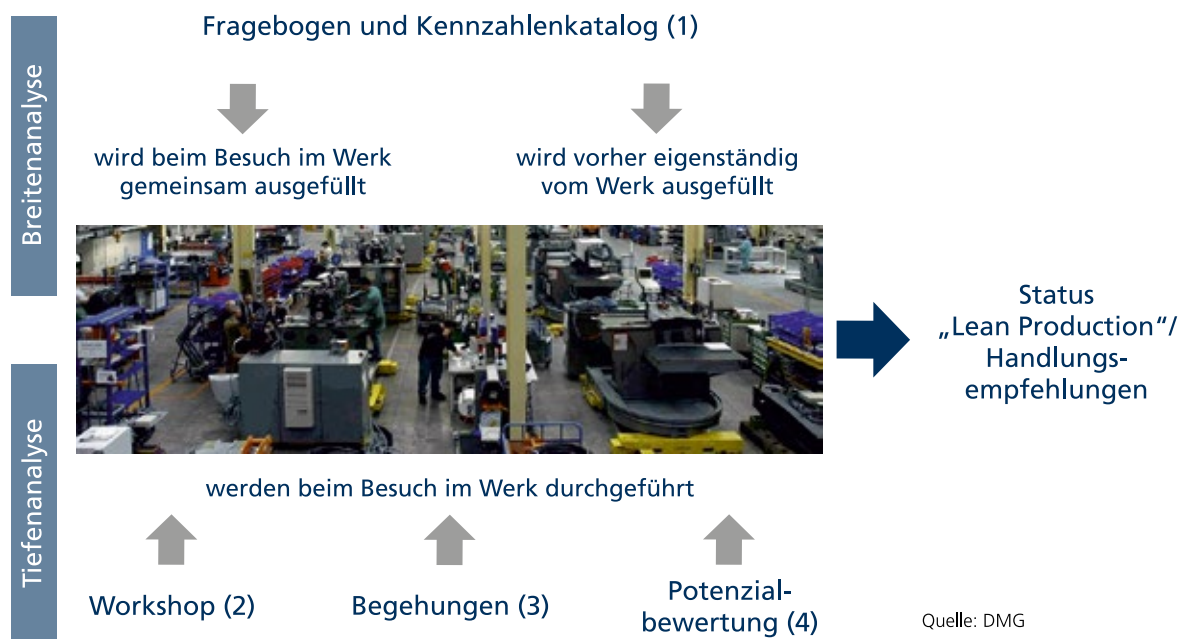 Breitenanalyse
Fragebogen und Kennzahlenkatalog (1)
wird beim Besuch im Werk
gemeinsam ausgefüllt
wird vorher eigenständig
vom Werk ausgefüllt
Status
„Lean Production“/
Handlungs-
empfehlungen
Tiefenanalyse
werden beim Besuch im Werk durchgeführt
Workshop (2)
Begehungen (3)
Potenzial-
bewertung (4)
Quelle: DMG